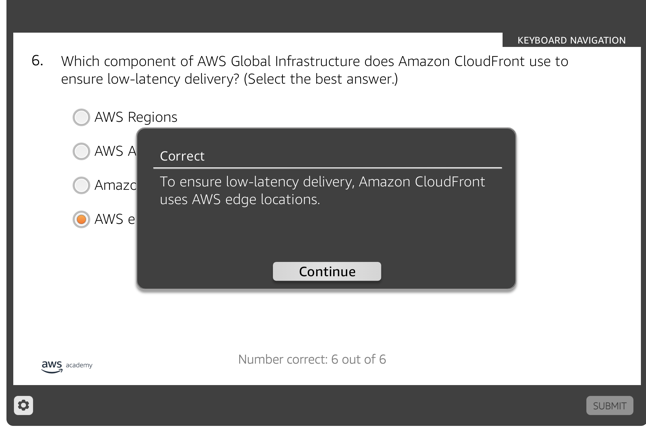 KEYBOARD NAVIGATION
6. Which component of AWS Global Infrastructure does Amazon CloudFront use to
ensure low-latency delivery? (Select the best answer.)
AWS Regions
AWS A
Amazo
AWS e
Correct
To ensure low-latency delivery, Amazon CloudFront
uses AWS edge locations.
Continue
Number correct: 6 out of 6
aws academy
SUBMIT